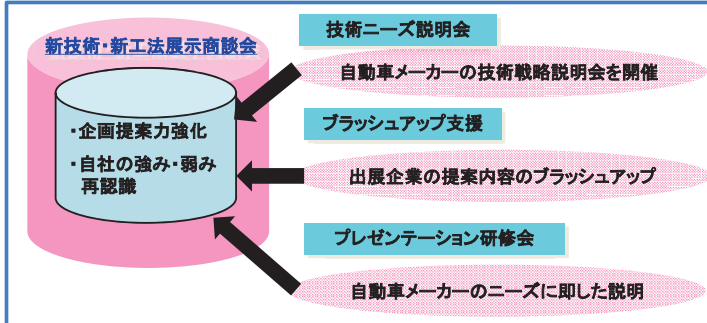 新技術・新工法展示商談会
・企画提案力強化
・自社の強み・弱み
再認識
技術ニーズ説明会
自動車メーカーの技術戦略説明会を開催
ブラッシュアップ支援
出展企業の提案内容のブラッシュアップ
プレゼンテーション研修会
自動車メーカーのニーズに即した説明